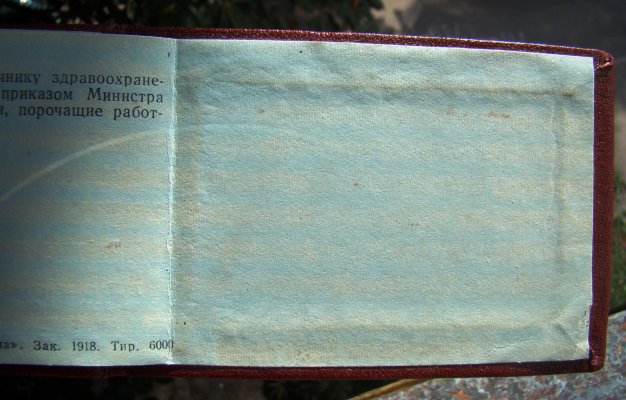 нику здравоохране-
приказом Министра
и, порочащие работ-
на». Зак. 1918. Тир. 6000